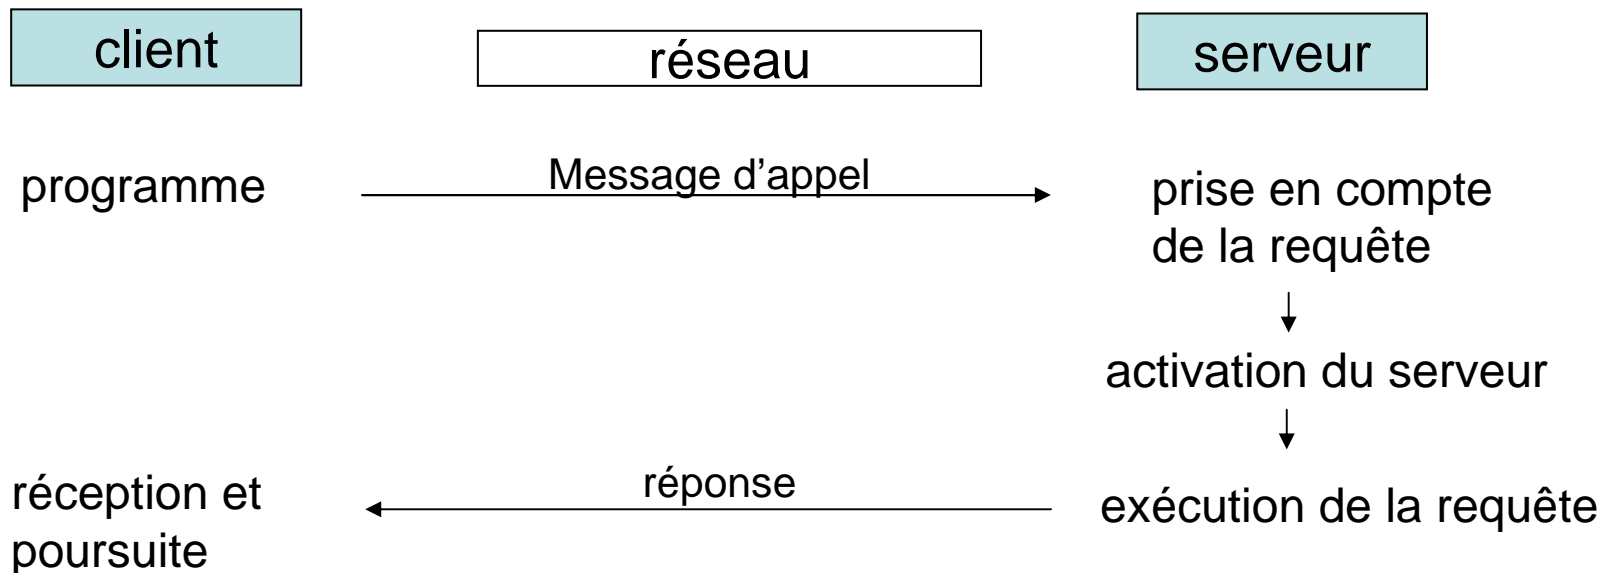 client
réseau
serveur
programme
Message d'appel
prise en compte
de la requête
activation du serveur
réception et
poursuite
réponse
exécution de la requête